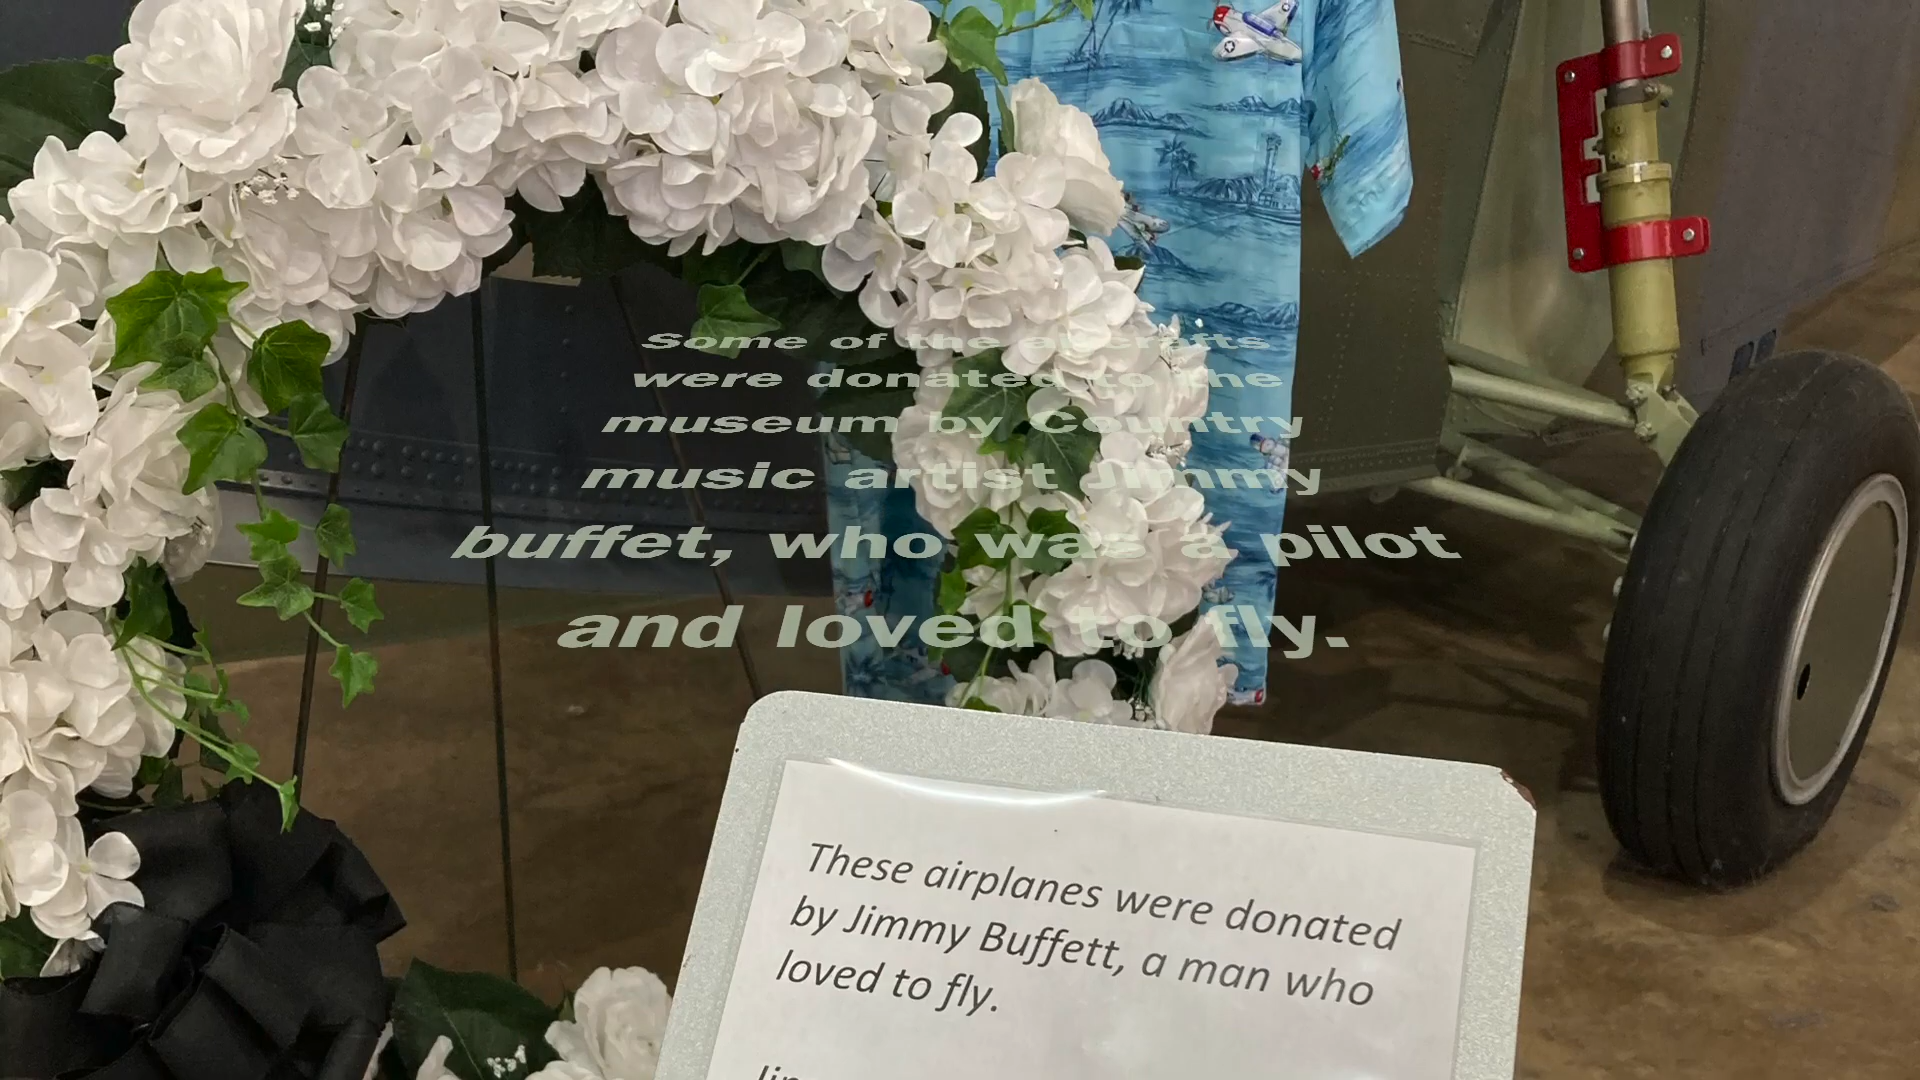 Some of the aircrafts
were donated to the
museum by Country
music artist Jimmy
buffet, who was a pilot
and loved to fly.
These airplanes were donated
by Jimmy Buffett, a man who
loved to fly.